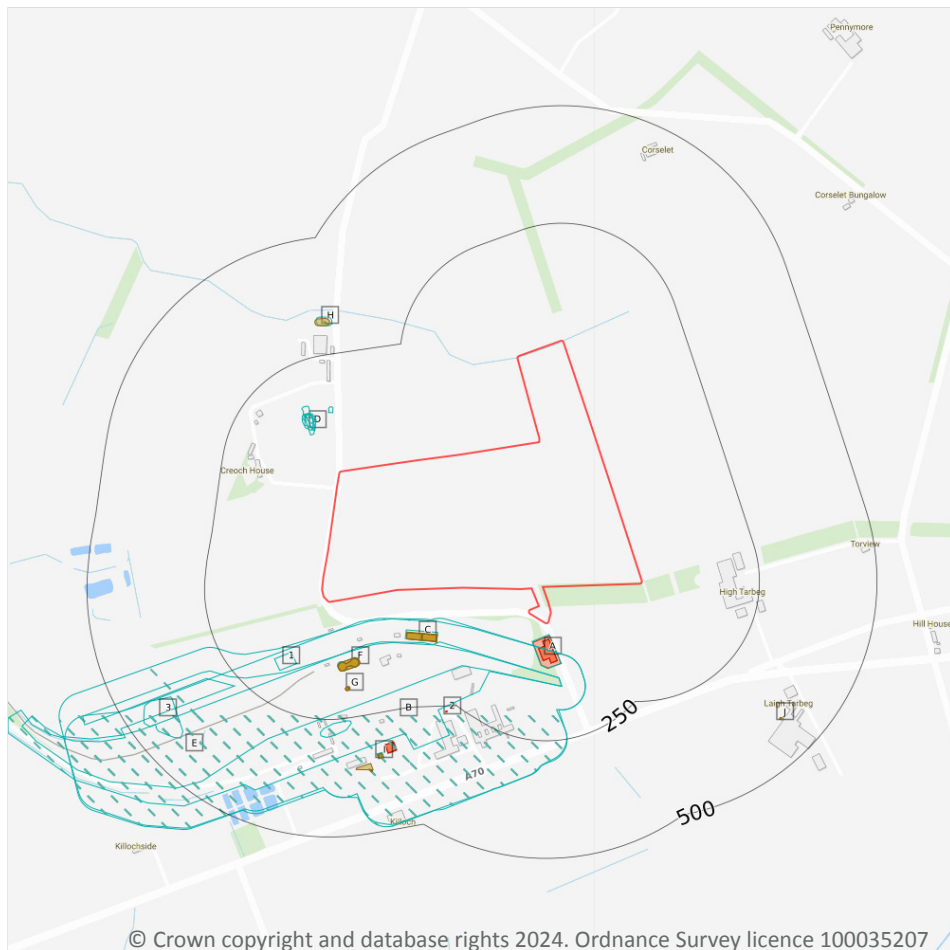 Pennymore
Corselet
Corselet Bungalow
H
D
Creoch House
Torview
High Tarbeg
Hill House
C
A
1
F
G
3
B
2
Laigh Tarbeg
J
250
E
A70
500
Killoch
Killochside
© Crown copyright and database rights 2024. Ordnance Survey licence 100035207